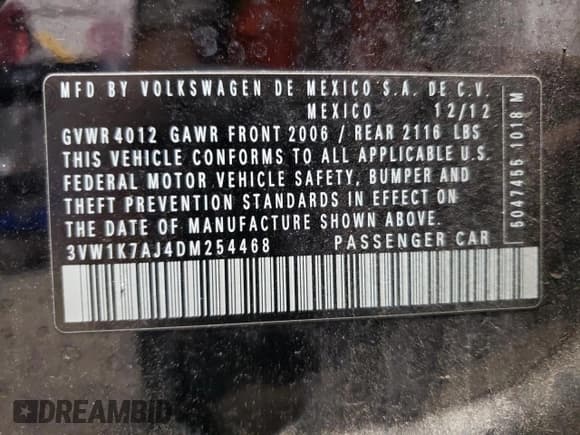 MFD BY VOLKSWAGEN DE MEXICO S.A. DE C.V.
MEXICO 12/12
GVWR 4012 GAWR FRONT 2006 / REAR 2116 LBS
THIS VEHICLE CONFORMS TO ALL APPLICABLE U.S.
FEDERAL MOTOR VEHICLE SAFETY, BUMPER AND
THEFT PREVENTION STANDARDS IN EFFECT ON
THE DATE OF MANUFACTURE SHOWN ABOVE.
3VW1K7AJ4DM254468 PASSENGER CAR
5047455 1018 M
DREAMBID